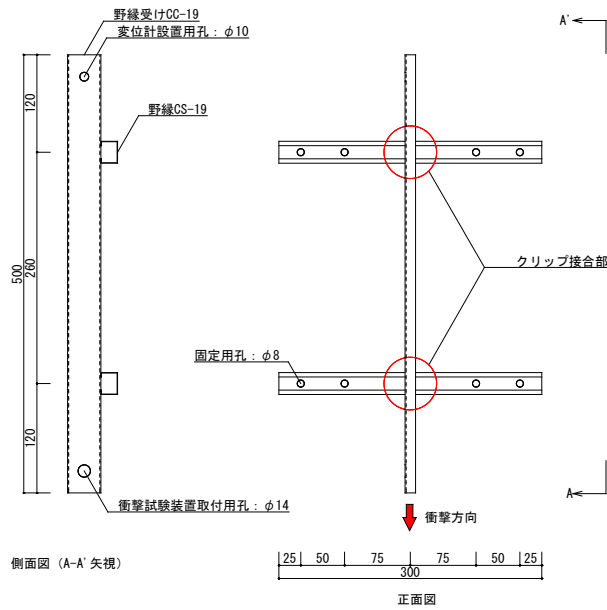 野縁受けCC-19
変位計設置用孔：φ10
野縁CS-19
120
260
500
120
衝撃試験装置取付用孔：φ14
側面図（A-A'矢視）
A'
クリップ接合部
固定用孔：φ8
A
衝撃方向
25 50 75 75 50 25
300
正面図